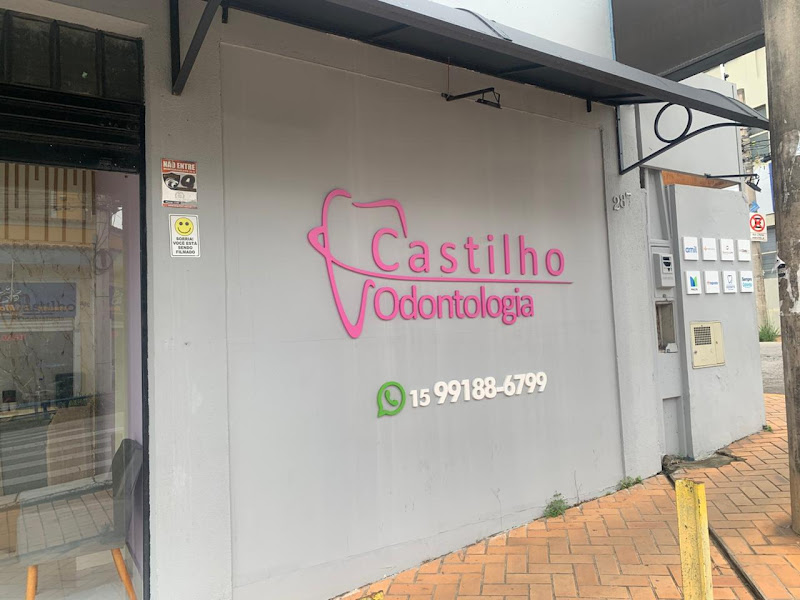 NÃO ENTRE
SORRIA!
VOCÊ ESTÁ
SENDO
FILMADO
Castilho
Odontologia
15 99188-6799
287
amil